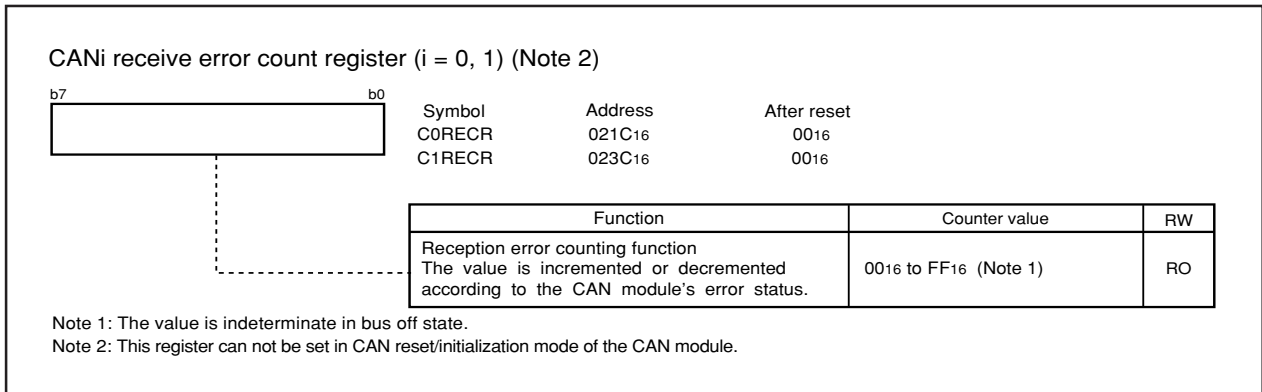 CANi receive error count register (i = 0, 1) (Note 2)
b7 b0
Symbol Address After reset
C0RECR 021C16 0016
C1RECR 023C16 0016
Function Counter value RW
Reception error counting function
The value is incremented or decremented
according to the CAN module's error status.
0016 to FF16 (Note 1) RO
Note 1: The value is indeterminate in bus off state.
Note 2: This register can not be set in CAN reset/initialization mode of the CAN module.